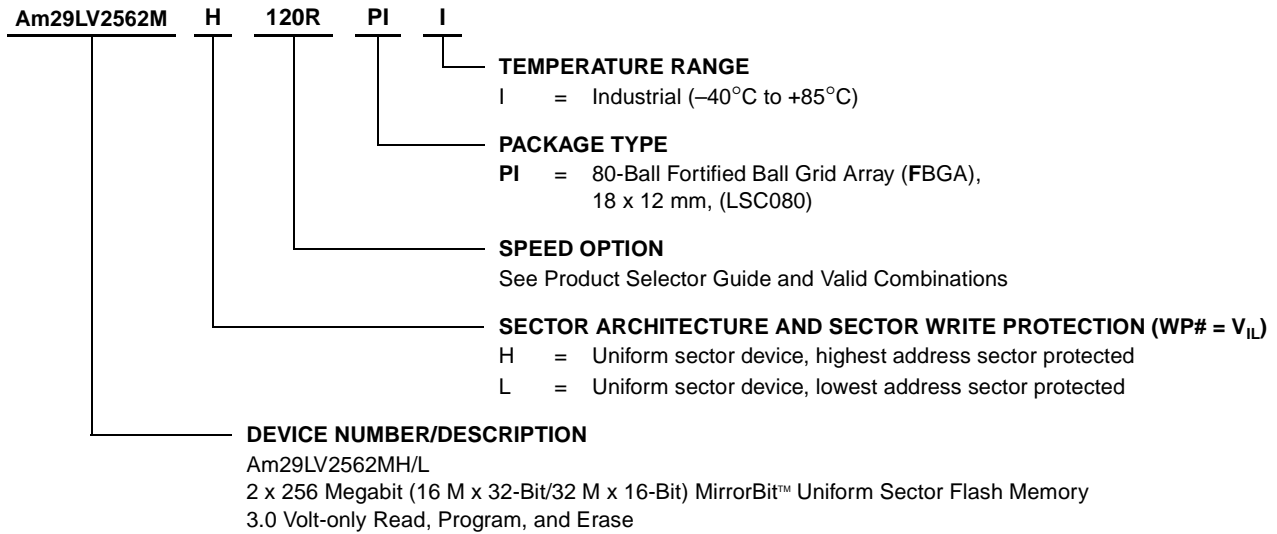 Am29LV2562M H 120R PI I
TEMPERATURE RANGE
I = Industrial (–40°C to +85°C)
PACKAGE TYPE
PI = 80-Ball Fortified Ball Grid Array (FBGA),
18 x 12 mm, (LSC080)
SPEED OPTION
See Product Selector Guide and Valid Combinations
SECTOR ARCHITECTURE AND SECTOR WRITE PROTECTION (WP# = VIL)
H = Uniform sector device, highest address sector protected
L = Uniform sector device, lowest address sector protected
DEVICE NUMBER/DESCRIPTION
Am29LV2562MH/L
2 x 256 Megabit (16 M x 32-Bit/32 M x 16-Bit) MirrorBit™ Uniform Sector Flash Memory
3.0 Volt-only Read, Program, and Erase